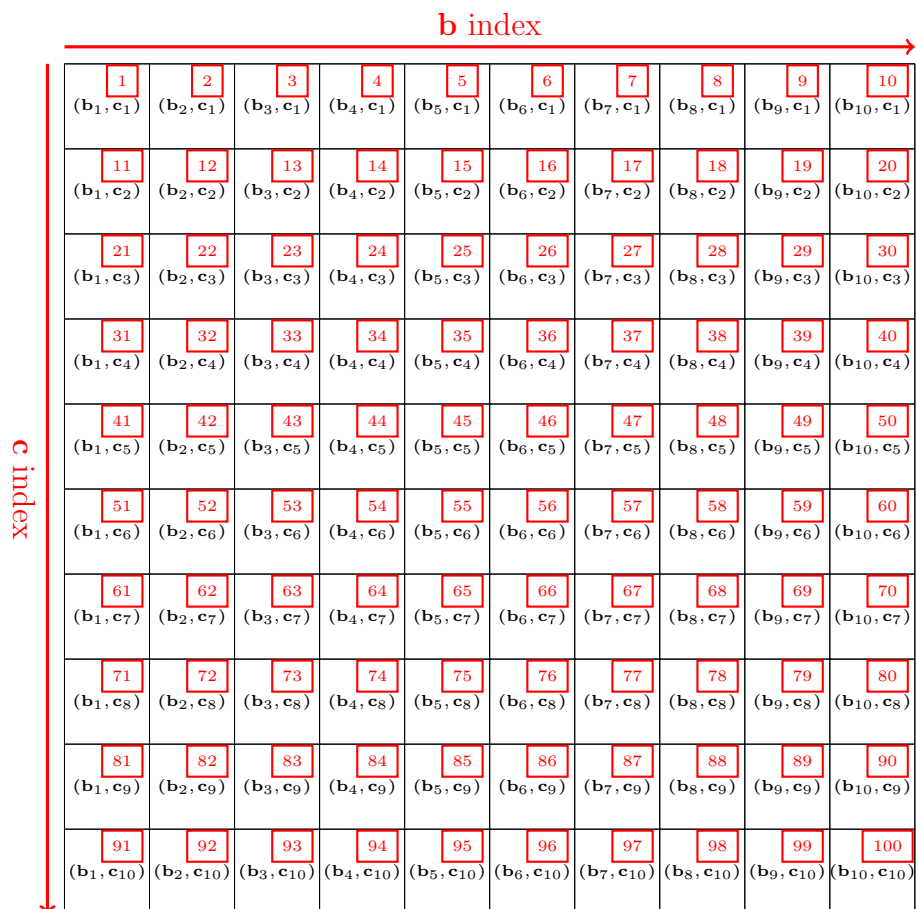 b index
1 2 3 4 5 6 7 8 9 10
(b₁, c₁) (b₂, c₁) (b₃, c₁) (b₄, c₁) (b₅, c₁) (b₆, c₁) (b₇, c₁) (b₈, c₁) (b₉, c₁) (b₁₀, c₁)
11 12 13 14 15 16 17 18 19 20
(b₁, c₂) (b₂, c₂) (b₃, c₂) (b₄, c₂) (b₅, c₂) (b₆, c₂) (b₇, c₂) (b₈, c₂) (b₉, c₂) (b₁₀, c₂)
21 22 23 24 25 26 27 28 29 30
(b₁, c₃) (b₂, c₃) (b₃, c₃) (b₄, c₃) (b₅, c₃) (b₆, c₃) (b₇, c₃) (b₈, c₃) (b₉, c₃) (b₁₀, c₃)
31 32 33 34 35 36 37 38 39 40
(b₁, c₄) (b₂, c₄) (b₃, c₄) (b₄, c₄) (b₅, c₄) (b₆, c₄) (b₇, c₄) (b₈, c₄) (b₉, c₄) (b₁₀, c₄)
41 42 43 44 45 46 47 48 49 50
(b₁, c₅) (b₂, c₅) (b₃, c₅) (b₄, c₅) (b₅, c₅) (b₆, c₅) (b₇, c₅) (b₈, c₅) (b₉, c₅) (b₁₀, c₅)
c index
51 52 53 54 55 56 57 58 59 60
(b₁, c₆) (b₂, c₆) (b₃, c₆) (b₄, c₆) (b₅, c₆) (b₆, c₆) (b₇, c₆) (b₈, c₆) (b₉, c₆) (b₁₀, c₆)
61 62 63 64 65 66 67 68 69 70
(b₁, c₇) (b₂, c₇) (b₃, c₇) (b₄, c₇) (b₅, c₇) (b₆, c₇) (b₇, c₇) (b₈, c₇) (b₉, c₇) (b₁₀, c₇)
71 72 73 74 75 76 77 78 79 80
(b₁, c₈) (b₂, c₈) (b₃, c₈) (b₄, c₈) (b₅, c₈) (b₆, c₈) (b₇, c₈) (b₈, c₈) (b₉, c₈) (b₁₀, c₈)
81 82 83 84 85 86 87 88 89 90
(b₁, c₉) (b₂, c₉) (b₃, c₉) (b₄, c₉) (b₅, c₉) (b₆, c₉) (b₇, c₉) (b₈, c₉) (b₉, c₉) (b₁₀, c₉)
91 92 93 94 95 96 97 98 99 100
(b₁, c₁₀) (b₂, c₁₀) (b₃, c₁₀) (b₄, c₁₀) (b₅, c₁₀) (b₆, c₁₀) (b₇, c₁₀) (b₈, c₁₀) (b₉, c₁₀) (b₁₀, c₁₀)